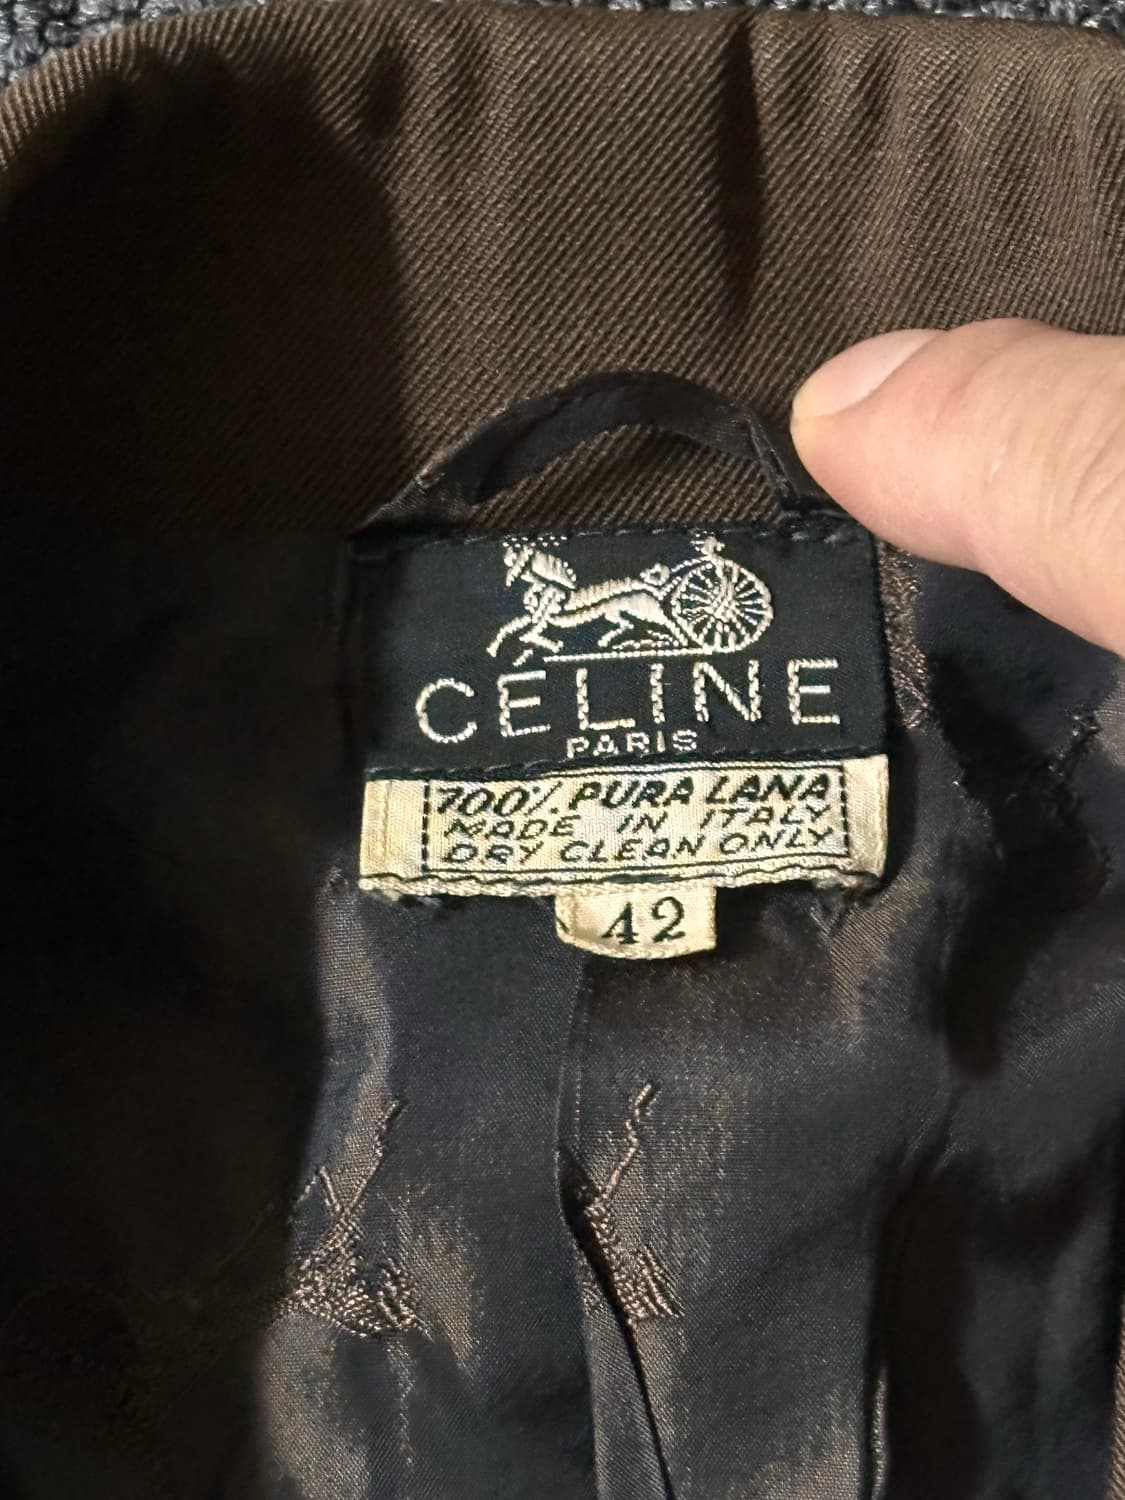 CÉLINE
PARIS
100% PURA LANA
MADE IN ITALY
DRY CLEAN ONLY
42